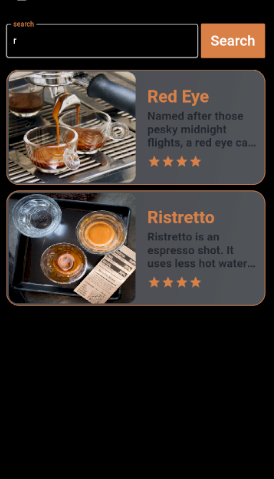 search
r
Search
Red Eye
Named after those
pesky midnight
flights, a red eye ca...
Ristretto
Ristretto is an
espresso shot. It
uses less hot water...